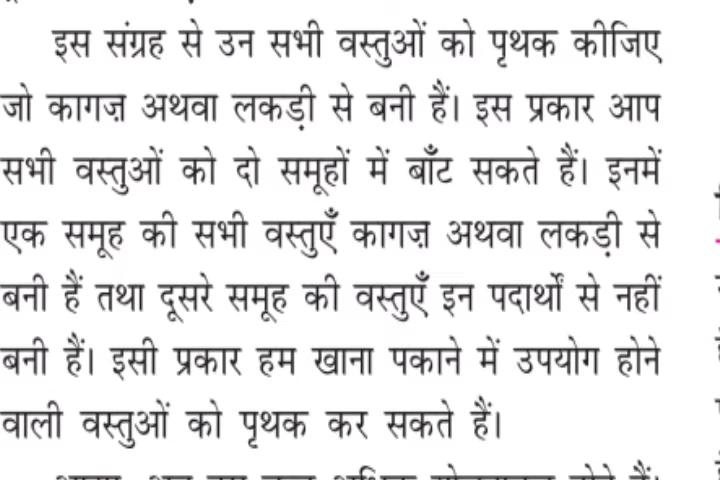 इस संग्रह से उन सभी वस्तुओं को पृथक कीजिए
जो कागज़ अथवा लकड़ी से बनी हैं। इस प्रकार आप
सभी वस्तुओं को दो समूहों में बाँट सकते हैं। इनमें
एक समूह की सभी वस्तुएँ कागज़ अथवा लकड़ी से
बनी हैं तथा दूसरे समूह की वस्तुएँ इन पदार्थों से नहीं
बनी हैं। इसी प्रकार हम खाना पकाने में उपयोग होने
वाली वस्तुओं को पृथक कर सकते हैं।